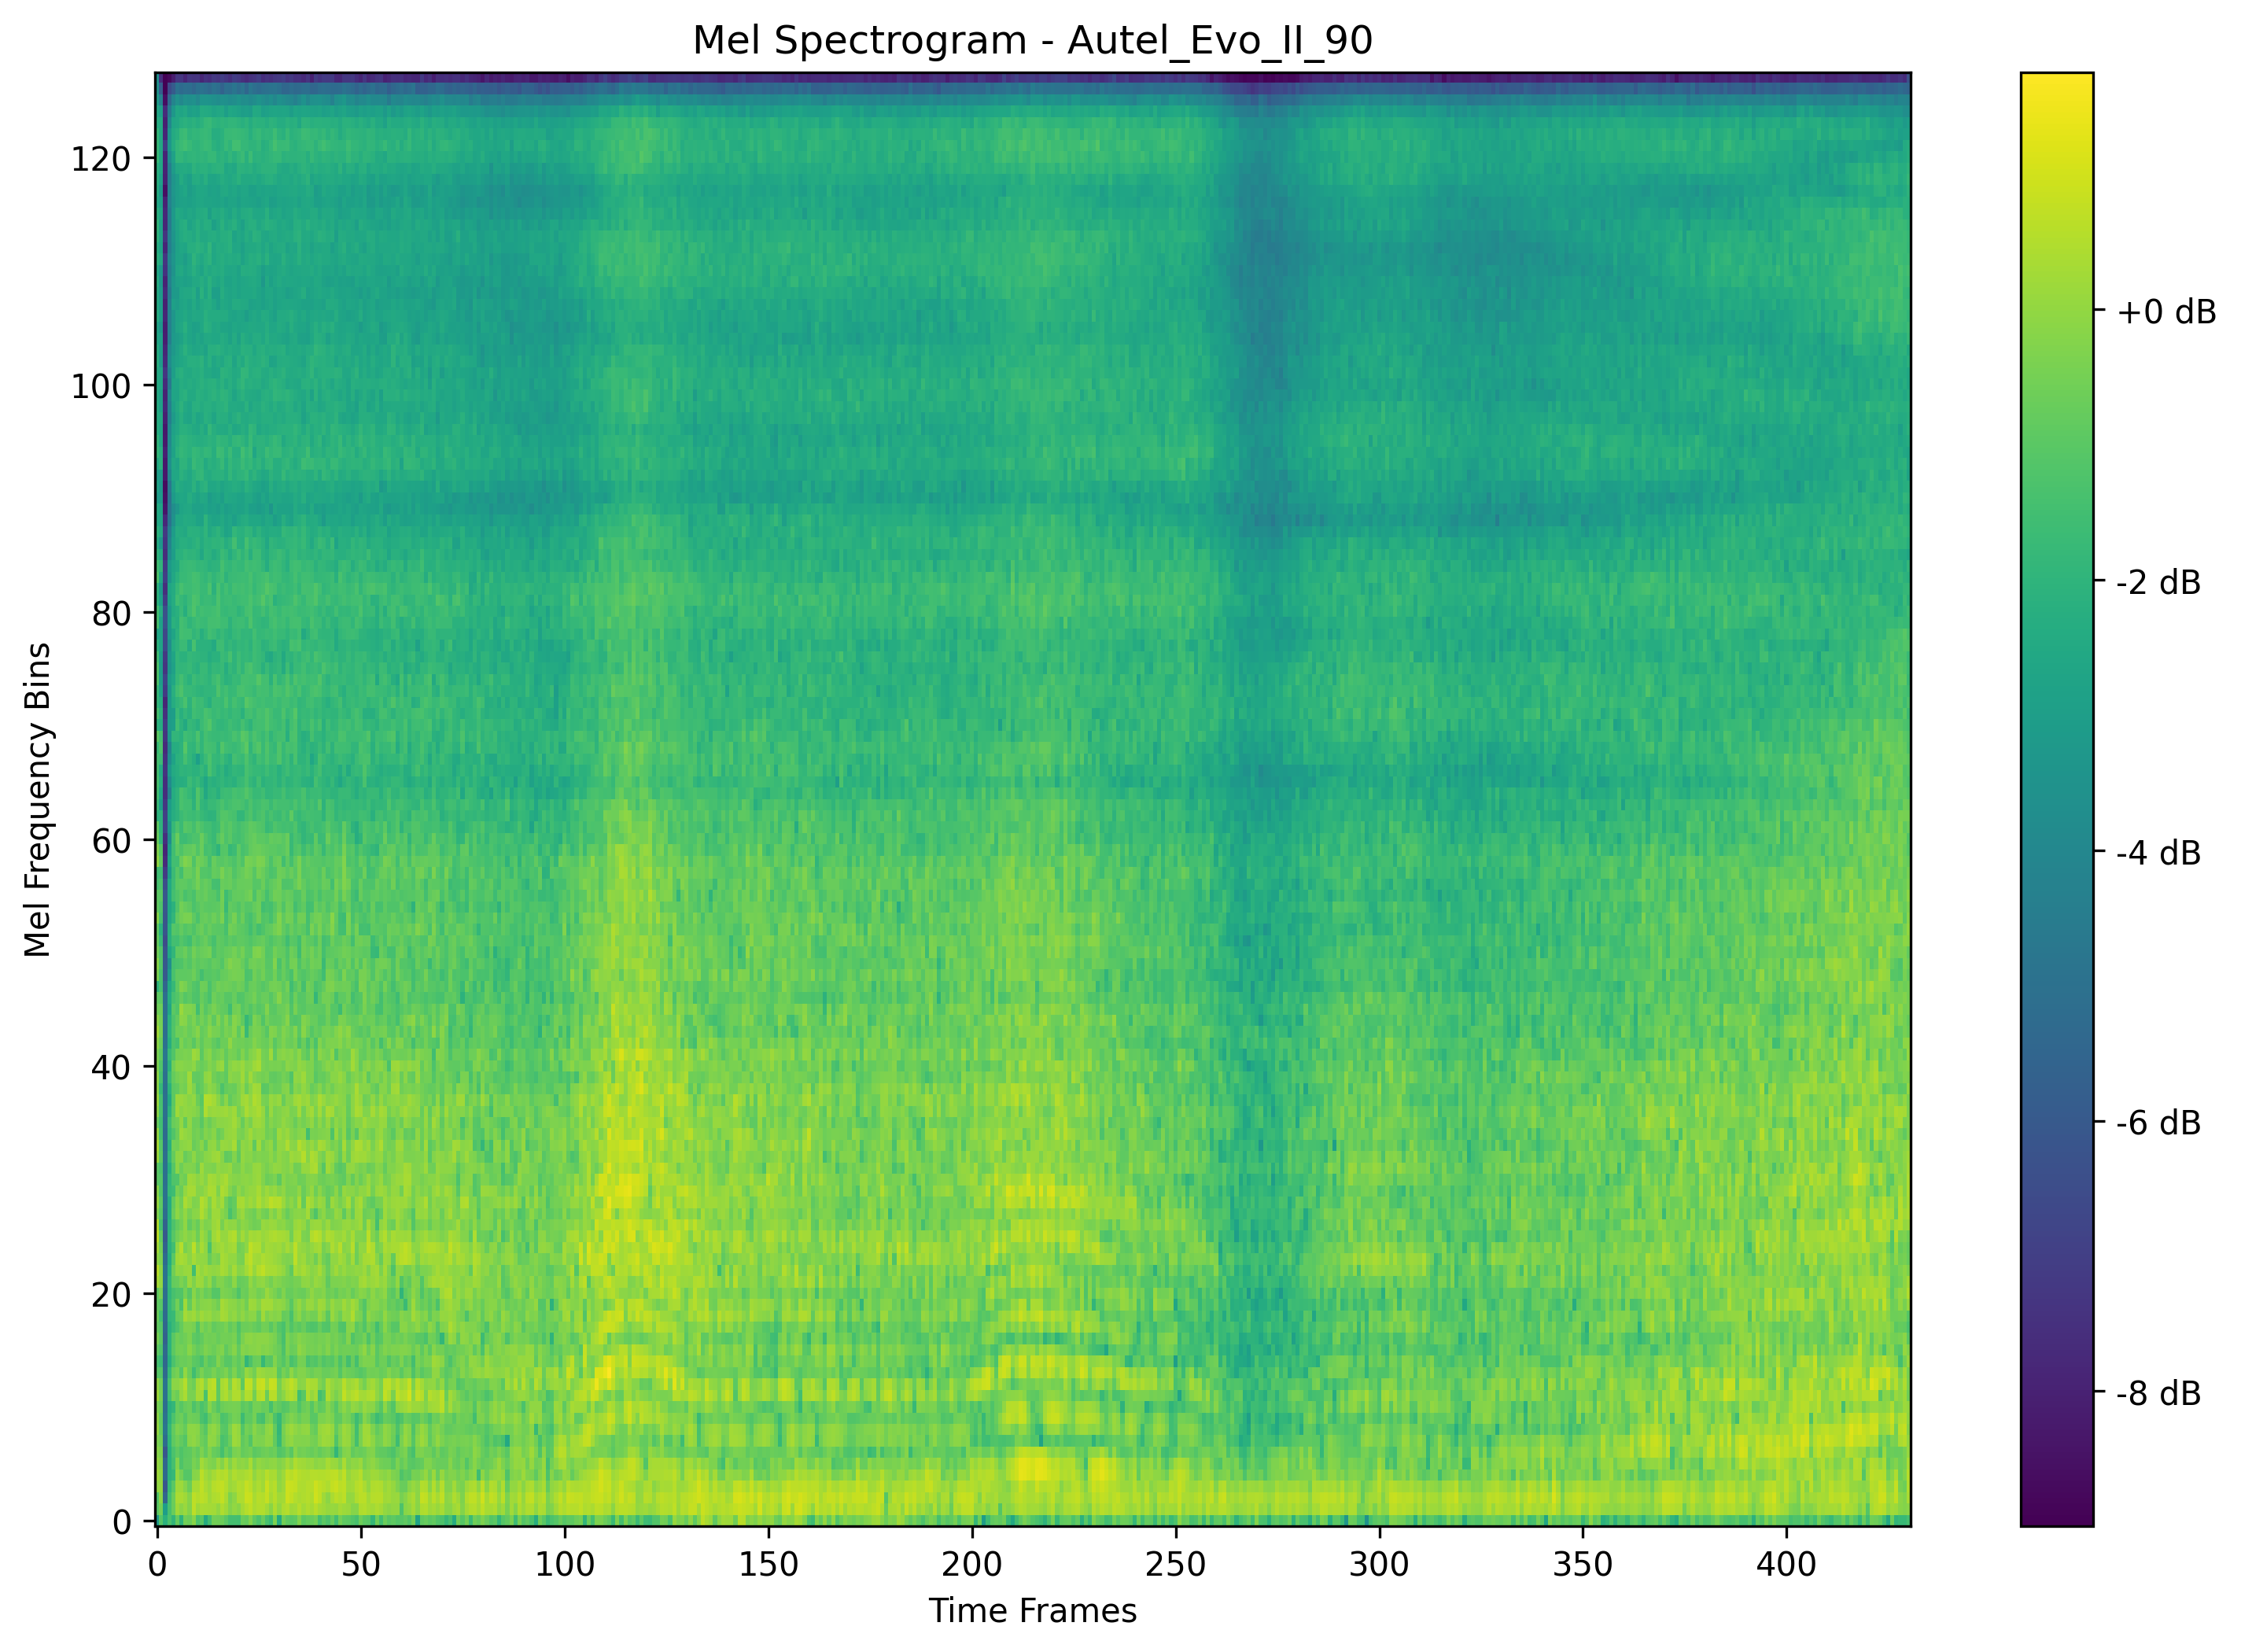 Mel Spectrogram - Autel_Evo_II_90
Mel Frequency Bins
120
100
80
60
40
20
0
0 50 100 150 200 250 300 350 400
Time Frames
+0 dB
-2 dB
-4 dB
-6 dB
-8 dB